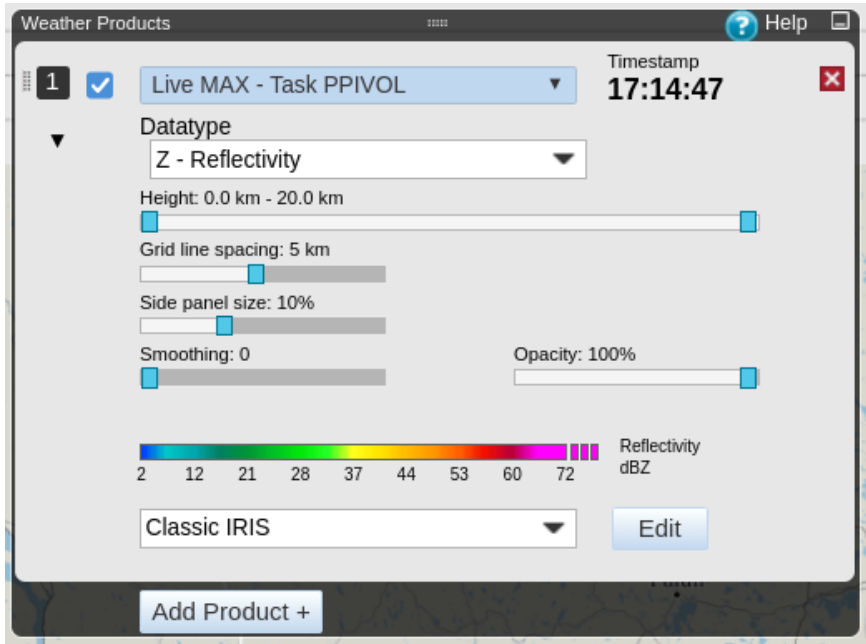 Weather Products
Help
1
Live MAX - Task PPIVOL
Timestamp
17:14:47
Datatype
Z - Reflectivity
Height: 0.0 km - 20.0 km
Grid line spacing: 5 km
Side panel size: 10%
Smoothing: 0
Opacity: 100%
2 12 21 28 37 44 53 60 72
Reflectivity
dBZ
Classic IRIS
Edit
Add Product +